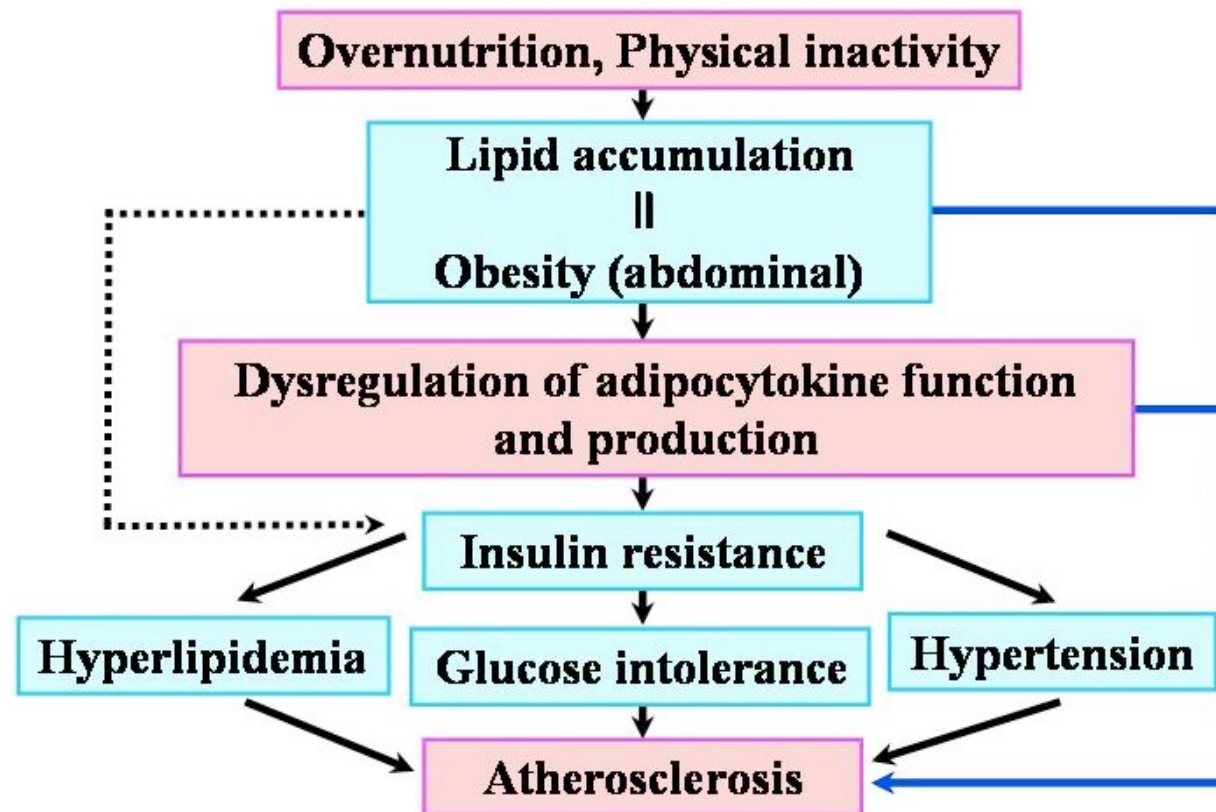 Overnutrition, Physical inactivity
Lipid accumulation
||
Obesity (abdominal)
Dysregulation of adipocytokine function
and production
Insulin resistance
Hyperlipidemia
Glucose intolerance
Hypertension
Atherosclerosis